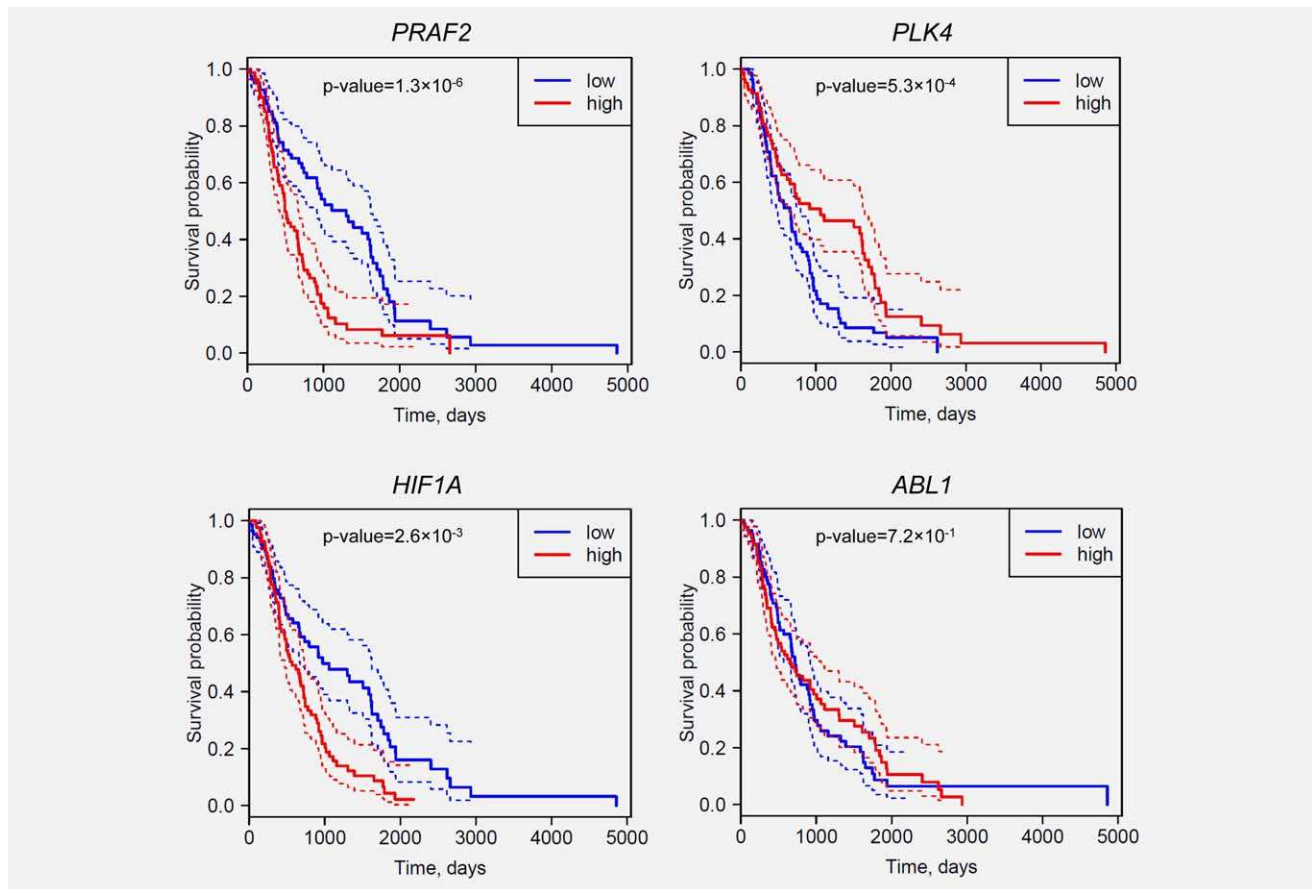 PRAF2
p-value=1.3×10⁻⁶
low
high
1.0
0.8
0.6
0.4
0.2
0.0
Survival probability
0 1000 2000 3000 4000 5000
Time, days
PLK4
p-value=5.3×10⁻⁴
low
high
1.0
0.8
0.6
0.4
0.2
0.0
Survival probability
0 1000 2000 3000 4000 5000
Time, days
HIF1A
p-value=2.6×10⁻³
low
high
1.0
0.8
0.6
0.4
0.2
0.0
Survival probability
0 1000 2000 3000 4000 5000
Time, days
ABL1
p-value=7.2×10⁻¹
low
high
1.0
0.8
0.6
0.4
0.2
0.0
Survival probability
0 1000 2000 3000 4000 5000
Time, days